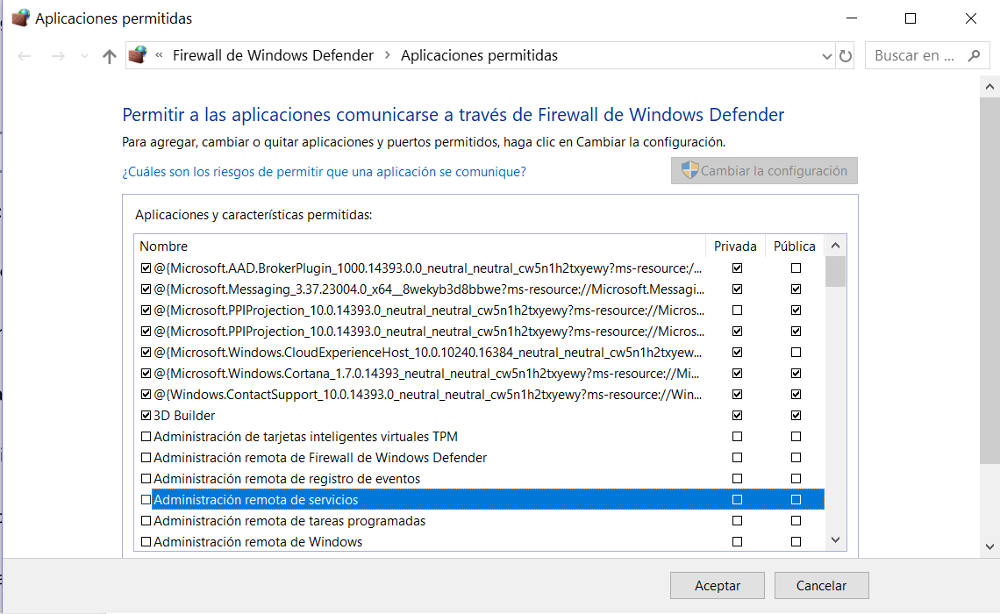 Aplicaciones permitidas
« Firewall de Windows Defender > Aplicaciones permitidas
Buscar en ...
Permitir a las aplicaciones comunicarse a través de Firewall de Windows Defender
Para agregar, cambiar o quitar aplicaciones y puertos permitidos, haga clic en Cambiar la configuración.
¿Cuáles son los riesgos de permitir que una aplicación se comunique?
Cambiar la configuración
Aplicaciones y características permitidas:
Nombre Privada Pública
@{Microsoft.AAD.BrokerPlugin_1000.14393.0.0_neutral_neutral_cw5n1h2txyewy?ms-resource:/...
@{Microsoft.Messaging_3.37.23004.0_x64__8wekyb3d8bbwe?ms-resource://Microsoft.Messagi...
@{Microsoft.PPIProjection_10.0.14393.0_neutral_neutral_cw5n1h2txyewy?ms-resource://Micros...
@{Microsoft.PPIProjection_10.0.14393.0_neutral_neutral_cw5n1h2txyewy?ms-resource://Micros...
@{Microsoft.Windows.CloudExperienceHost_10.0.10240.16384_neutral_neutral_cw5n1h2txyew...
@{Microsoft.Windows.Cortana_1.7.0.14393_neutral_neutral_cw5n1h2txyewy?ms-resource://Mi...
@{Windows.ContactSupport_10.0.14393.0_neutral_neutral_cw5n1h2txyewy?ms-resource://Win...
3D Builder
Administración de tarjetas inteligentes virtuales TPM
Administración remota de Firewall de Windows Defender
Administración remota de registro de eventos
Administración remota de servicios
Administración remota de tareas programadas
Administración remota de Windows
Aceptar
Cancelar